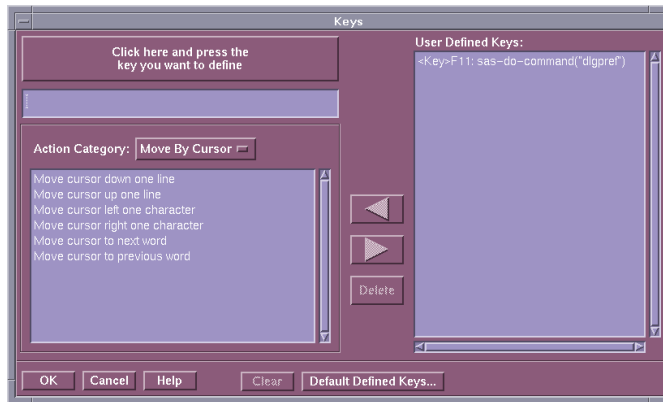 Keys
Click here and press the
key you want to define
Action Category: Move By Cursor
Move cursor down one line
Move cursor up one line
Move cursor left one character
Move cursor right one character
Move cursor to next word
Move cursor to previous word
Delete
User Defined Keys:
<Key>F11: sas-do-command("dlgpref")
OK
Cancel
Help
Clear
Default Defined Keys...